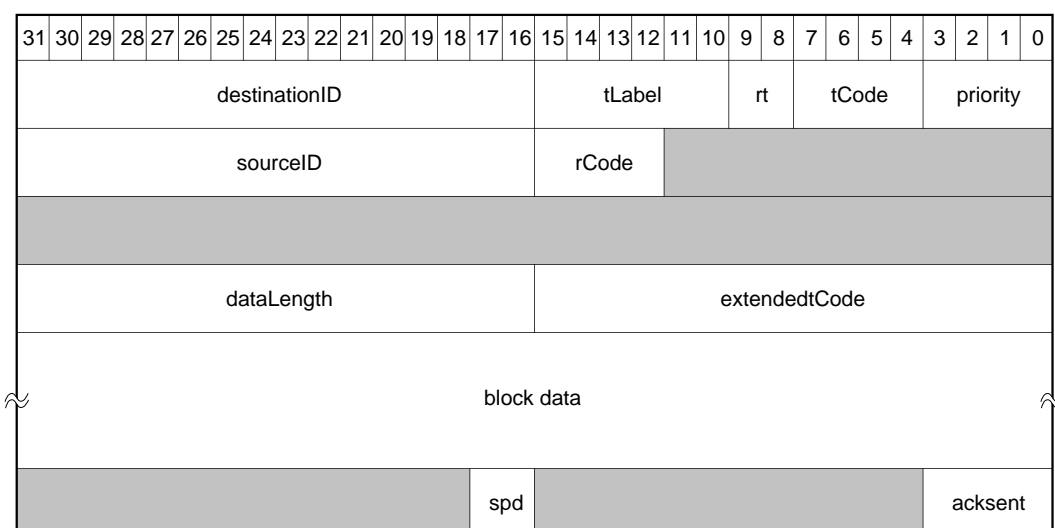 31 30 29 28 27 26 25 24 23 22 21 20 19 18 17 16 15 14 13 12 11 10 9 8 7 6 5 4 3 2 1 0
destinationID tLabel rt tCode priority
sourceID rCode
dataLength extendedtCode
block data
spd acksent